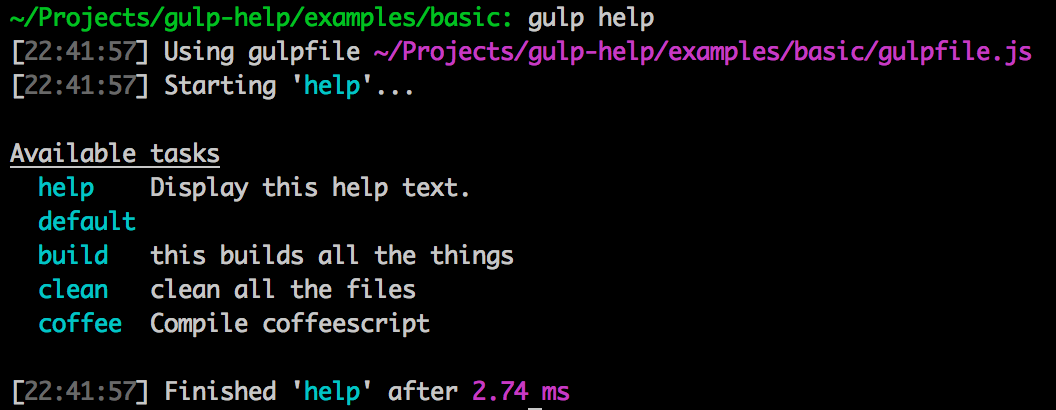 ~/Projects/gulp-help/examples/basic: gulp help
[22:41:57] Using gulpfile ~/Projects/gulp-help/examples/basic/gulpfile.js
[22:41:57] Starting 'help'...
Available tasks
help    Display this help text.
default
build   this builds all the things
clean   clean all the files
coffee  Compile coffeescript
[22:41:57] Finished 'help' after 2.74 ms